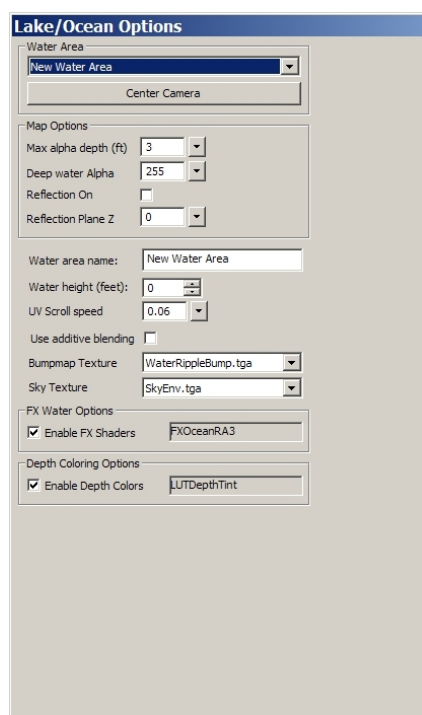 Lake/Ocean Options
Water Area
New Water Area
Center Camera
Map Options
Max alpha depth (ft) 3
Deep water Alpha 255
Reflection On
Reflection Plane Z 0
Water area name: New Water Area
Water height (feet): 0
UV Scroll speed 0.06
Use additive blending
Bumpmap Texture WaterRippleBump.tga
Sky Texture SkyEnv.tga
FX Water Options
Enable FX Shaders FXOceanRA3
Depth Coloring Options
Enable Depth Colors LUTDepthTint